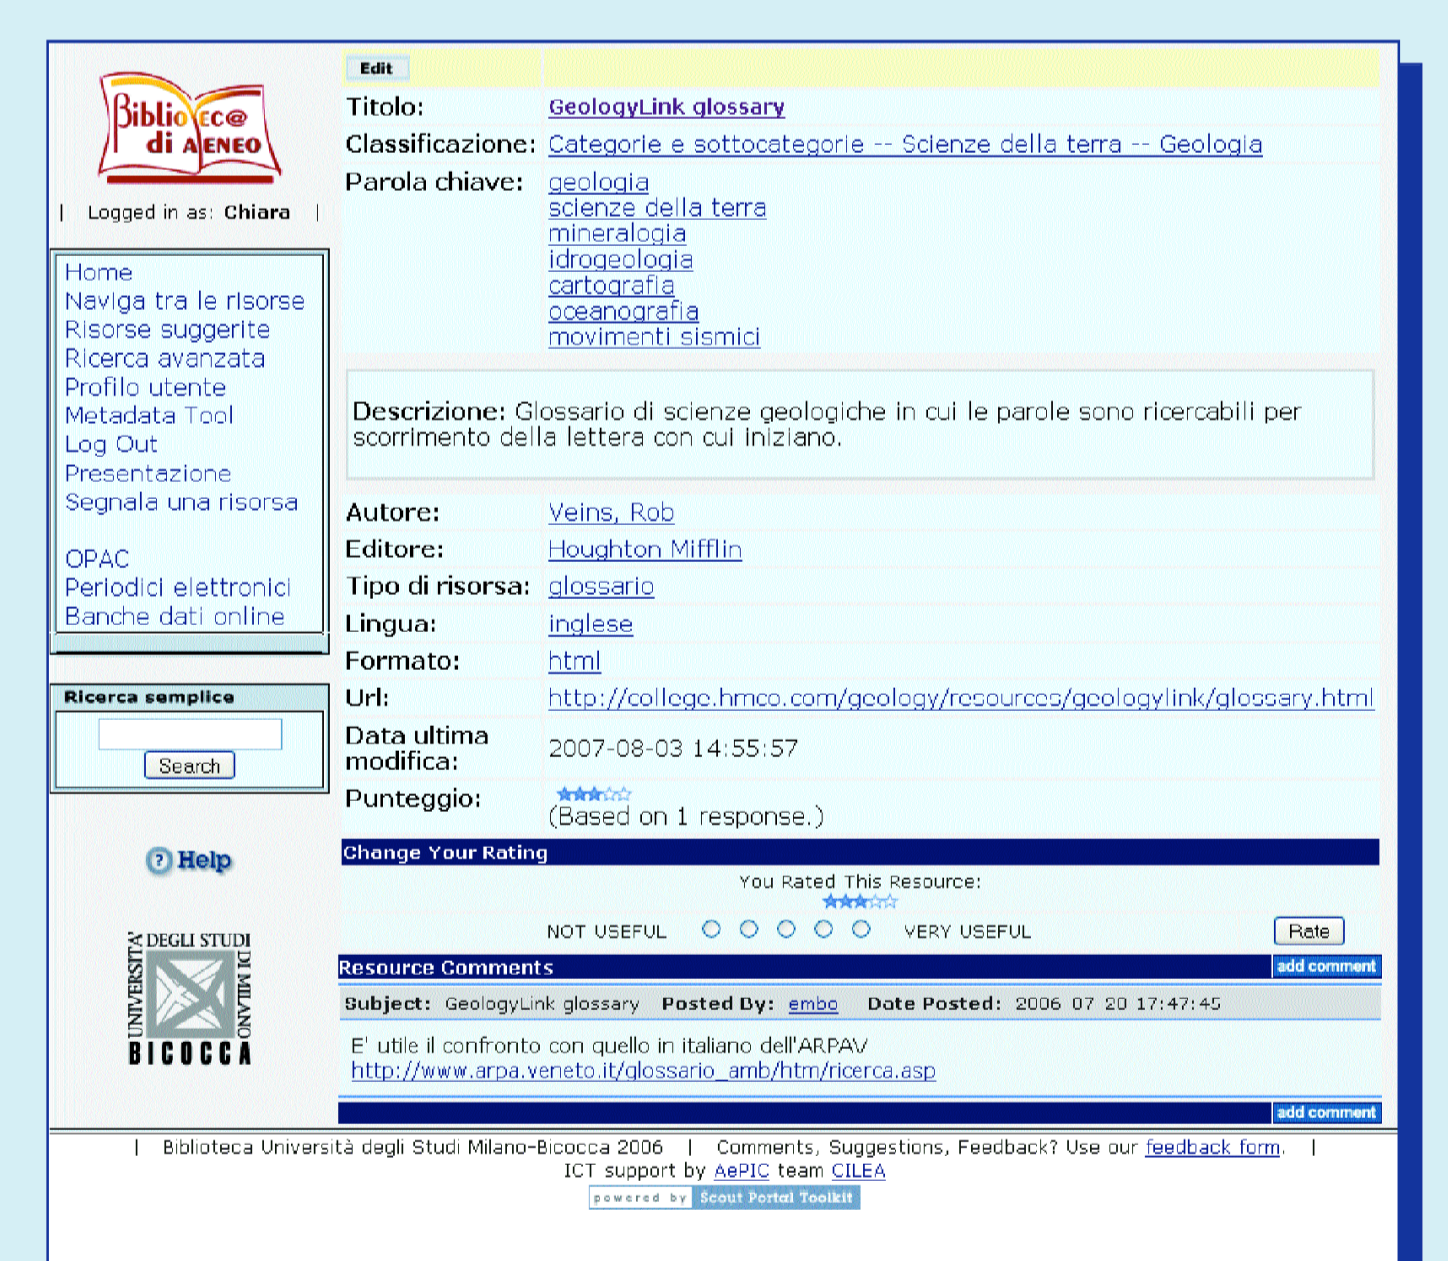 Bibliotec@
di ATENEO
| Logged in as: Chiara |
Home
Naviga tra le risorse
Risorse suggerite
Ricerca avanzata
Profilo utente
Metadata Tool
Log Out
Presentazione
Segnala una risorsa
OPAC
Periodici elettronici
Banche dati online
Ricerca semplice
Search
? Help
UNIVERSITA' DEGLI STUDI DI MILANO
BICOCCA
Edit
Titolo: GeologyLink glossary
Classificazione: Categorie e sottocategorie -- Scienze della terra -- Geologia
Parola chiave: geologia
scienze della terra
mineralogia
idrogeologia
cartografia
oceanografia
movimenti sismici
Descrizione: Glossario di scienze geologiche in cui le parole sono ricercabili per
scorrimento della lettera con cui iniziano.
Autore: Veins, Rob
Editore: Houghton Mifflin
Tipo di risorsa: glossario
Lingua: inglese
Formato: html
Url: http://college.hmco.com/geology/resources/geologylink/glossary.html
Data ultima
modifica: 2007-08-03 14:55:57
Punteggio:
(Based on 1 response.)
Change Your Rating
You Rated This Resource:
NOT USEFUL VERY USEFUL Rate
Resource Comments add comment
Subject: GeologyLink glossary Posted By: embo Date Posted: 2006 07 20 17:47:45
E' utile il confronto con quello in italiano dell'ARPAV
http://www.arpa.veneto.it/glossario_amb/htm/ricerca.asp
add comment
| Biblioteca Università degli Studi Milano-Bicocca 2006 | Comments, Suggestions, Feedback? Use our feedback form. |
ICT support by AePIC team CILEA
powered by Scout Portal Toolkit